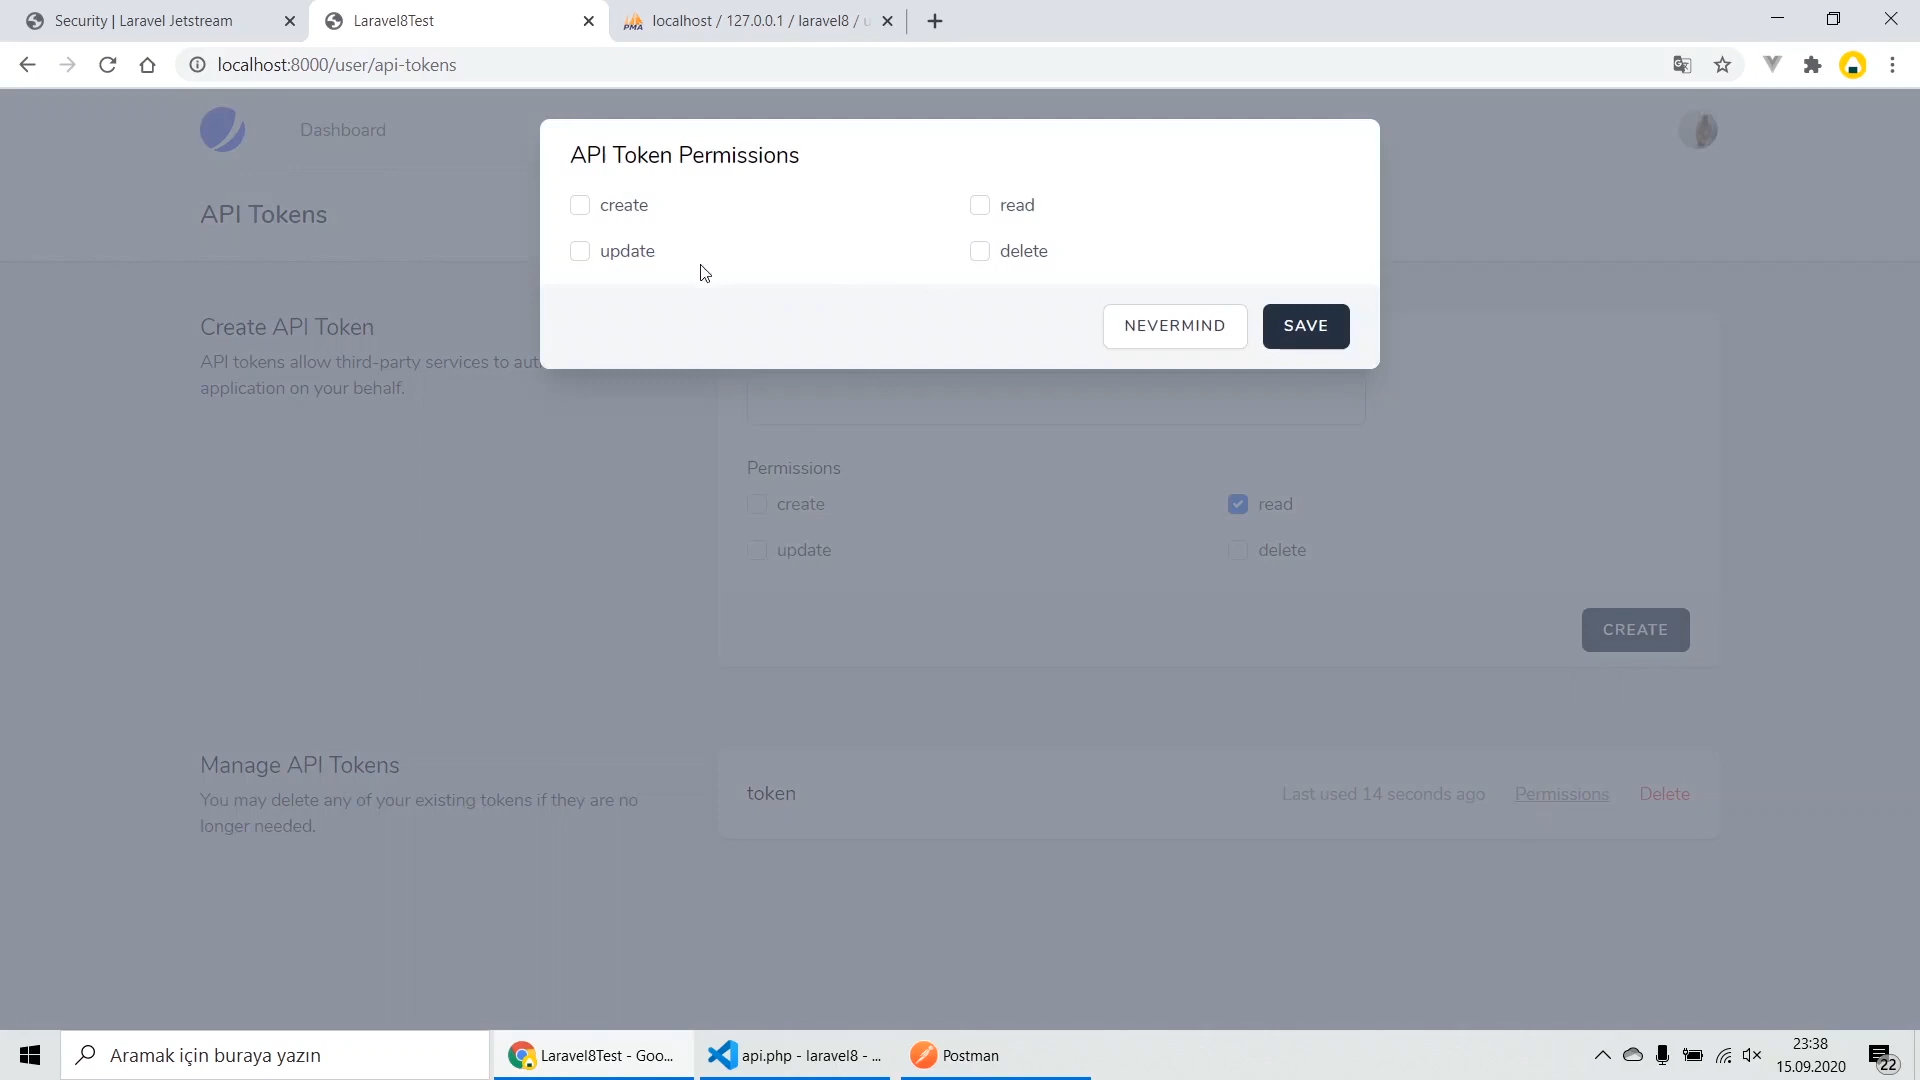 Security | Laravel Jetstream
Laravel8Test
localhost / 127.0.0.1 / laravel8 /
localhost:8000/user/api-tokens
Dashboard
API Tokens
API Token Permissions
create
read
update
delete
NEVERMIND
SAVE
Create API Token
API tokens allow third-party services to
application on your behalf.
Permissions
create
read
update
delete
CREATE
Manage API Tokens
You may delete any of your existing tokens if they are no
longer needed.
token
Last used 14 seconds ago
Permissions
Delete
Aramak için buraya yazın
Laravel8Test - Goo...
api.php - laravel8 - ...
Postman
23:38
15.09.2020
22
PMA